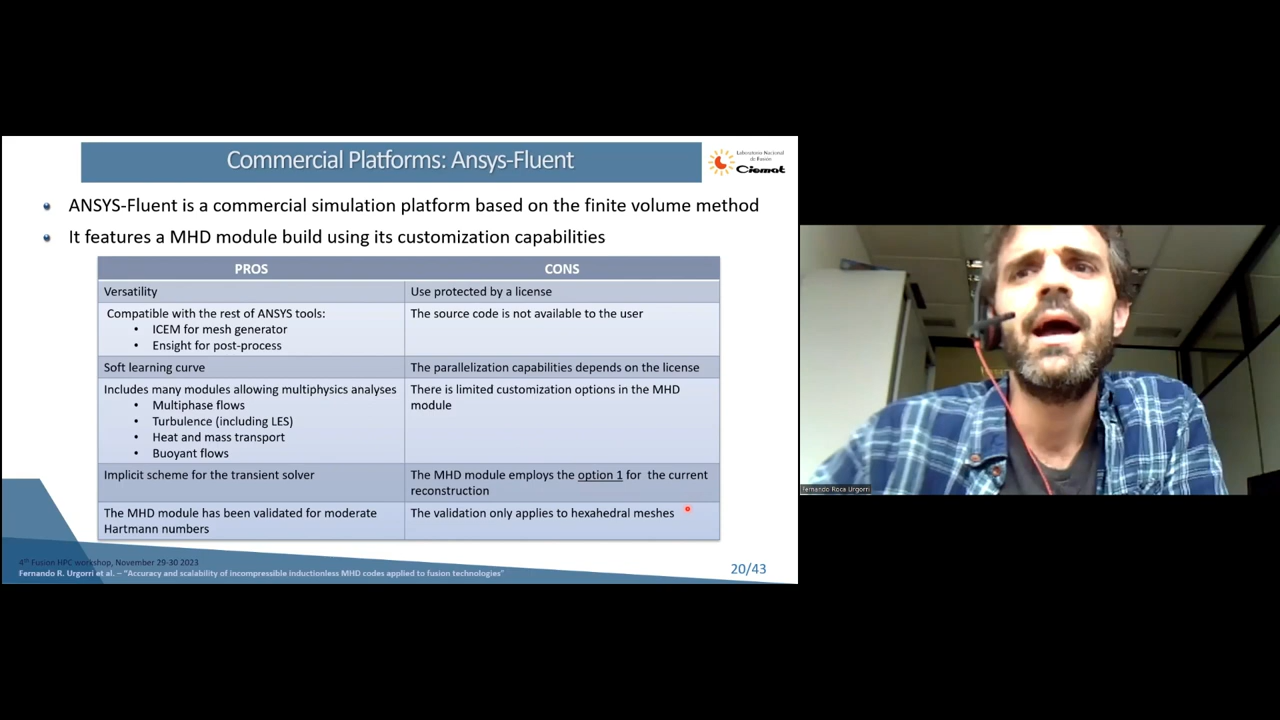 Commercial Platforms: Ansys-Fluent
Laboratorio Nacional
de Fusión
Ciemat
ANSYS-Fluent is a commercial simulation platform based on the finite volume method
It features a MHD module build using its customization capabilities
PROS
CONS
Versatility
Use protected by a license
Compatible with the rest of ANSYS tools:
• ICEM for mesh generator
• Ensight for post-process
The source code is not available to the user
Soft learning curve
The parallelization capabilities depends on the license
Includes many modules allowing multiphysics analyses
• Multiphase flows
• Turbulence (including LES)
• Heat and mass transport
• Buoyant flows
There is limited customization options in the MHD
module
Implicit scheme for the transient solver
The MHD module employs the option 1 for the current
reconstruction
The MHD module has been validated for moderate
Hartmann numbers
The validation only applies to hexahedral meshes
4TH Fusion HPC workshop, November 29-30 2023
Fernando R. Urgorri et al. – "Accuracy and scalability of incompressible inductionless MHD codes applied to fusion technologies"
20/43
Fernando Roca Urgorri